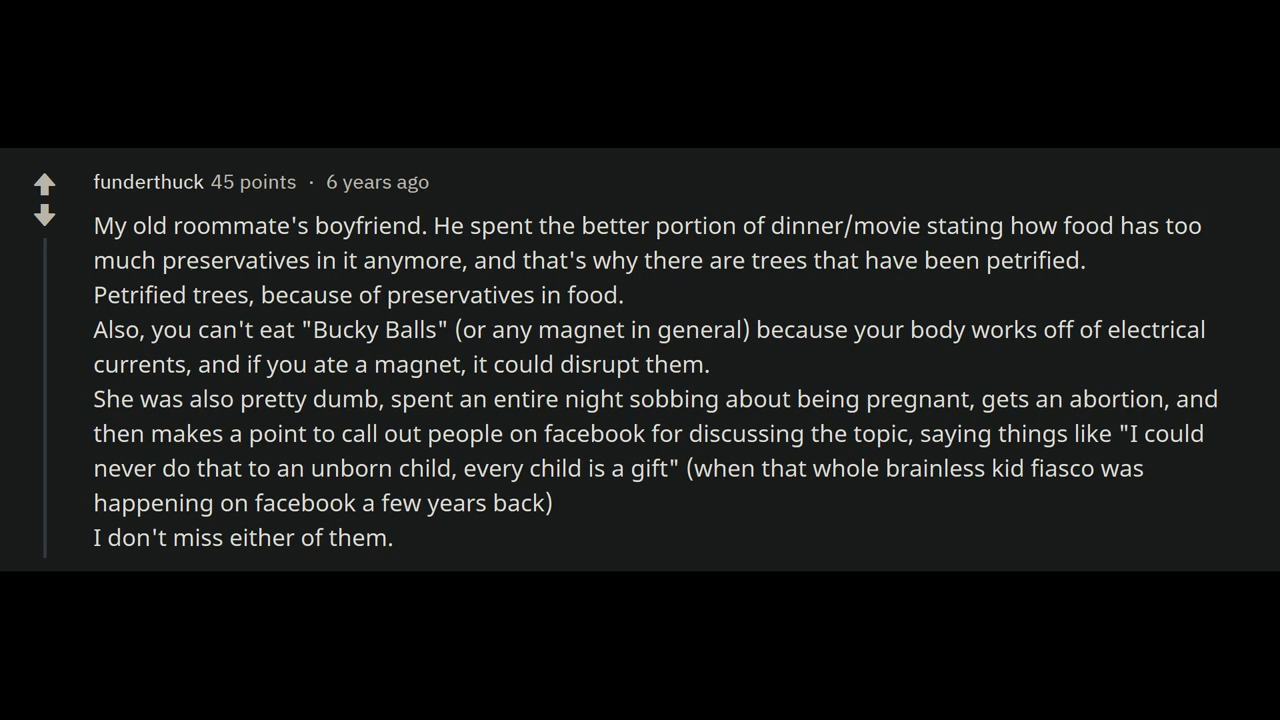 funderthuck 45 points · 6 years ago
My old roommate's boyfriend. He spent the better portion of dinner/movie stating how food has too
much preservatives in it anymore, and that's why there are trees that have been petrified.
Petrified trees, because of preservatives in food.
Also, you can't eat "Bucky Balls" (or any magnet in general) because your body works off of electrical
currents, and if you ate a magnet, it could disrupt them.
She was also pretty dumb, spent an entire night sobbing about being pregnant, gets an abortion, and
then makes a point to call out people on facebook for discussing the topic, saying things like "I could
never do that to an unborn child, every child is a gift" (when that whole brainless kid fiasco was
happening on facebook a few years back)
I don't miss either of them.